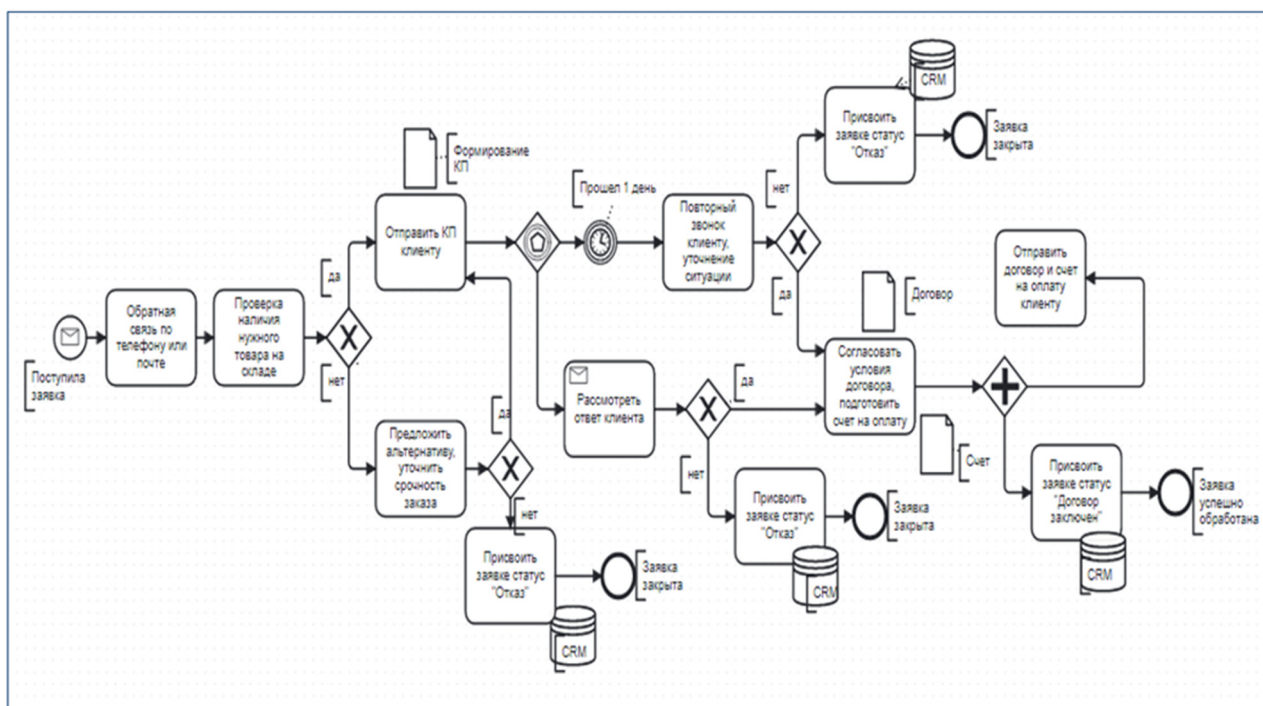 CRM
Присвоить
заявке статус
"Отказ"
Заявка
закрыта
Формирование
КП
Прошел 1 день
нет
Отправить КП
клиенту
Повторный
звонок
клиенту,
уточнение
ситуации
Отправить
договор и счет
на оплату
клиенту
да
да
Договор
Обратная
связь по
телефону или
почте
Проверка
наличия
нужного
товара на
складе
Поступила
заявка
нет
Согласовать
условия
договора,
подготовить
счет на оплату
Рассмотреть
ответ клиента
да
да
Предложить
альтернативу,
уточнить
срочность
заказа
нет
Счет
нет
Присвоить
заявке статус
"Отказ"
Заявка
закрыта
CRM
Присвоить
заявке статус
"Договор
заключен"
Заявка
успешно
обработана
CRM
Присвоить
заявке статус
"Отказ"
Заявка
закрыта
CRM